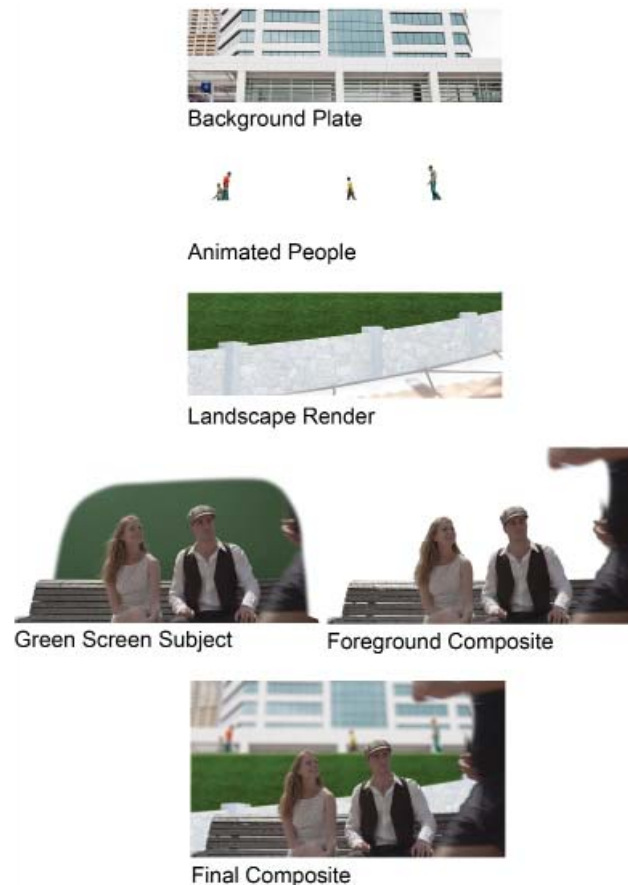 Background Plate
Animated People
Landscape Render
Green Screen Subject
Foreground Composite
Final Composite